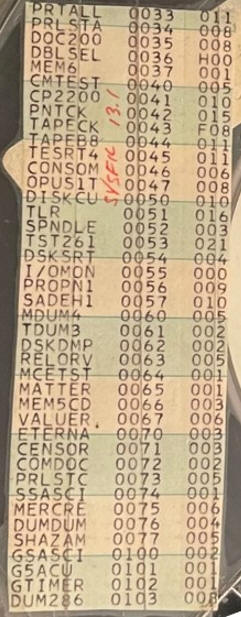 PRTALL 0033 011
PRLSTA 0034 008
DOC200 0035 008
DBLSEL 0036 H00
MEM6 0037 001
CMTEST 0040 005
CP2200 0041 010
PNTCK 0042 015
TAPFCK 0043 F08
TAPEB8 0044 011
TESRT4 0045 011
CONSOM 0046 006
OPUS1T 0047 008
DISKCU 0050 010
TLR 0051 016
SPNDLE 0052 003
TST261 0053 021
DSKSRT 0054 004
I/OMON 0055 000
PROPN1 0056 009
SADEH1 0057 010
MDUM4 0060 005
TDUM3 0061 002
DSKDMP 0062 002
RELORV 0063 005
MCETST 0064 001
MATTER 0065 001
MEM5CD 0066 003
VALUER. 0067 006
ETERNA 0070 003
CENSOR 0071 003
COMDOC 0072 002
PRLSTC 0073 005
SSASCI 0074 001
MERCRE 0075 006
DUMDUM 0076 004
SHAZAM 0077 005
GSASCI 0100 002
G5ACU 0101 001
GTIMER 0102 001
DUM286 0103 008
13.1